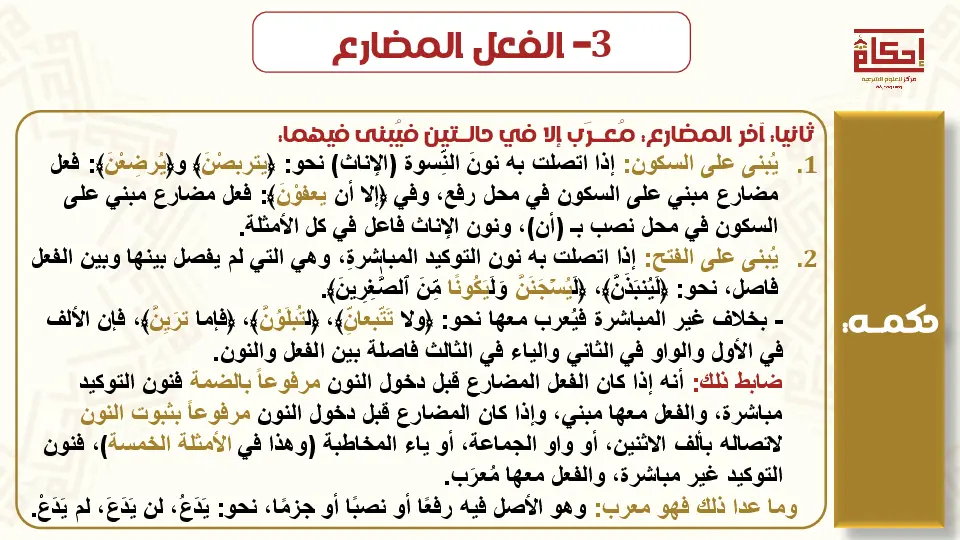 3- الفعل المضارع
إحكام
مركز للعلوم الشرعية
حكمه:
ثانيا: آخر المضارع: مُعرَب إلا في حالتين فيُبنى فيهما:
1. يُبنى على السكون: إذا اتصلت به نونَ النِّسوة (الإناث) نحو: ﴿يتربصْنَ﴾ و﴿يُرضِعْنَ﴾: فعل
مضارع مبني على السكون في محل رفع، وفي ﴿إلا أن يعفوْنَ﴾: فعل مضارع مبني على
السكون في محل نصب بـ (أن)، ونون الإناث فاعل في كل الأمثلة.
2. يُبنى على الفتح: إذا اتصلت به نون التوكيد المباشرة، وهي التي لم يفصل بينها وبين الفعل
فاصل، نحو: ﴿لَيُنبَذَنَّ﴾، ﴿لَيُسۡجَنَنَّ وَلَيَكُونًا مِّنَ ٱلصَّٰغِرِينَ﴾.
- بخلاف غير المباشرة فيُعرب معها نحو: ﴿ولا تَتَّبعانِّ﴾، ﴿لتُبلَوُنَّ﴾، ﴿فإما ترَيِنَّ﴾، فإن الألف
في الأول والواو في الثاني والياء في الثالث فاصلة بين الفعل والنون.
ضابط ذلك: أنه إذا كان الفعل المضارع قبل دخول النون مرفوعاً بالضمة فنون التوكيد
مباشرة، والفعل معها مبني، وإذا كان المضارع قبل دخول النون مرفوعاً بثبوت النون
لاتصاله بألف الاثنين، أو واو الجماعة، أو ياء المخاطبة (وهذا في الأمثلة الخمسة)، فنون
التوكيد غير مباشرة، والفعل معها مُعرَب.
وما عدا ذلك فهو معرب: وهو الأصل فيه رفعًا أو نصبًا أو جزمًا، نحو: يَدَعُ، لن يَدَعَ، لم يَدَعْ.